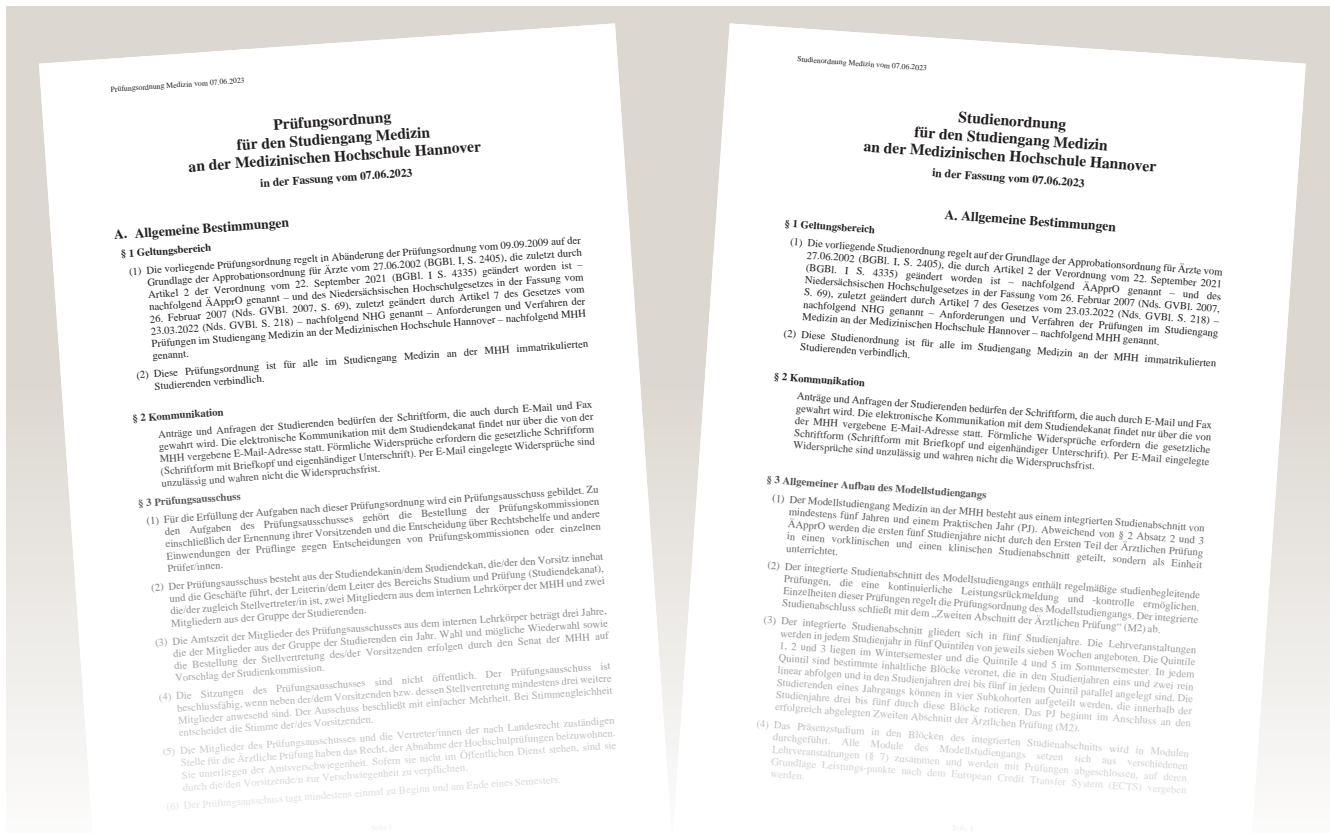 Prüfungsordnung Medizin vom 07.06.2023
Prüfungsordnung
für den Studiengang Medizin
an der Medizinischen Hochschule Hannover
in der Fassung vom 07.06.2023
A. Allgemeine Bestimmungen
§ 1 Geltungsbereich
(1) Die vorliegende Prüfungsordnung regelt in Abänderung der Prüfungsordnung vom 09.09.2009 auf der
Grundlage der Approbationsordnung für Ärzte vom 27.06.2002 (BGBl. I, S. 2405), die zuletzt durch
Artikel 2 der Verordnung vom 22. September 2021 (BGBl. I S. 4335) geändert worden ist –
nachfolgend ÄApprO genannt – und des Niedersächsischen Hochschulgesetzes in der Fassung vom
26. Februar 2007 (Nds. GVBl. 2007, S. 69), zuletzt geändert durch Artikel 7 des Gesetzes vom
23.03.2022 (Nds. GVBl. S. 218) – nachfolgend NHG genannt – Anforderungen und Verfahren der
Prüfungen im Studiengang Medizin an der Medizinischen Hochschule Hannover – nachfolgend MHH
genannt.
(2) Diese Prüfungsordnung ist für alle im Studiengang Medizin an der MHH immatrikulierten
Studierenden verbindlich.
§ 2 Kommunikation
Anträge und Anfragen der Studierenden bedürfen der Schriftform, die auch durch E-Mail und Fax
gewahrt wird. Die elektronische Kommunikation mit dem Studiendekanat findet nur über die von der
MHH vergebene E-Mail-Adresse statt. Förmliche Widersprüche erfordern die gesetzliche Schriftform
(Schriftform mit Briefkopf und eigenhändiger Unterschrift). Per E-Mail eingelegte Widersprüche sind
unzulässig und wahren nicht die Widerspruchsfrist.
§ 3 Prüfungsausschuss
(1) Für die Erfüllung der Aufgaben nach dieser Prüfungsordnung wird ein Prüfungsausschuss gebildet. Zu
den Aufgaben des Prüfungsausschusses gehört die Bestellung der Prüfungskommissionen
einschließlich der Ernennung ihrer Vorsitzenden und die Entscheidung über Rechtsbehelfe und andere
Einwendungen der Prüflinge gegen Entscheidungen von Prüfungskommissionen oder einzelnen
Prüfer/innen.
(2) Der Prüfungsausschuss besteht aus der Studiendekanin/dem Studiendekan, die/der den Vorsitz innehat
und die Geschäfte führt, der Leiterin/dem Leiter des Bereichs Studium und Prüfung (Studiendekanat),
die/der zugleich Stellvertreter/in ist, zwei Mitgliedern aus dem internen Lehrkörper der MHH und zwei
Mitgliedern aus der Gruppe der Studierenden.
(3) Die Amtszeit der Mitglieder des Prüfungsausschusses aus dem internen Lehrkörper beträgt drei Jahre,
die der Mitglieder aus der Gruppe der Studierenden ein Jahr. Wahl und mögliche Wiederwahl sowie
die Bestellung der Stellvertretung des/der Vorsitzenden erfolgen durch den Senat der MHH auf
Vorschlag der Studienkommission.
(4) Die Sitzungen des Prüfungsausschusses sind nicht öffentlich. Der Prüfungsausschuss ist
beschlussfähig, wenn neben der/dem Vorsitzenden bzw. dessen Stellvertretung mindestens drei weitere
Mitglieder anwesend sind. Der Ausschuss beschließt mit einfacher Mehrheit. Bei Stimmengleichheit
entscheidet die Stimme der/des Vorsitzenden.
(5) Die Mitglieder des Prüfungsausschusses und die Vertreter/innen der nach Landesrecht zuständigen
Stelle für die Ärztliche Prüfung haben das Recht, der Abnahme der Hochschulprüfungen beizuwohnen.
Sie unterliegen der Amtsverschwiegenheit. Sofern sie nicht im Öffentlichen Dienst stehen, sind sie
durch die/den Vorsitzende/n zur Verschwiegenheit zu verpflichten.
(6) Der Prüfungsausschuss tagt mindestens einmal zu Beginn und am Ende eines Semesters.
Seite 1
Studienordnung Medizin vom 07.06.2023
Studienordnung
für den Studiengang Medizin
an der Medizinischen Hochschule Hannover
in der Fassung vom 07.06.2023
A. Allgemeine Bestimmungen
§ 1 Geltungsbereich
(1) Die vorliegende Studienordnung regelt auf der Grundlage der Approbationsordnung für Ärzte vom
27.06.2002 (BGBl. I, S. 2405), die durch Artikel 2 der Verordnung vom 22. September 2021
(BGBl. I S. 4335) geändert worden ist – nachfolgend ÄApprO genannt – und des
Niedersächsischen Hochschulgesetzes in der Fassung vom 26. Februar 2007 (Nds. GVBl. 2007,
S. 69), zuletzt geändert durch Artikel 7 des Gesetzes vom 23.03.2022 (Nds. GVBl. S. 218) –
nachfolgend NHG genannt – Anforderungen und Verfahren der Prüfungen im Studiengang
Medizin an der Medizinischen Hochschule Hannover – nachfolgend MHH genannt.
(2) Diese Studienordnung ist für alle im Studiengang Medizin an der MHH immatrikulierten
Studierenden verbindlich.
§ 2 Kommunikation
Anträge und Anfragen der Studierenden bedürfen der Schriftform, die auch durch E-Mail und Fax
gewahrt wird. Die elektronische Kommunikation mit dem Studiendekanat findet nur über die von
der MHH vergebene E-Mail-Adresse statt. Förmliche Widersprüche erfordern die gesetzliche
Schriftform (Schriftform mit Briefkopf und eigenhändiger Unterschrift). Per E-Mail eingelegte
Widersprüche sind unzulässig und wahren nicht die Widerspruchsfrist.
§ 3 Allgemeiner Aufbau des Modellstudiengangs
(1) Der Modellstudiengang Medizin an der MHH besteht aus einem integrierten Studienabschnitt von
mindestens fünf Jahren und einem Praktischen Jahr (PJ). Abweichend von § 2 Absatz 2 und 3
ÄApprO werden die ersten fünf Studienjahre nicht durch den Ersten Teil der Ärztlichen Prüfung
in einen vorklinischen und einen klinischen Studienabschnitt geteilt, sondern als Einheit
unterrichtet.
(2) Der integrierte Studienabschnitt des Modellstudiengangs enthält regelmäßige studienbegleitende
Prüfungen, die eine kontinuierliche Leistungsrückmeldung und -kontrolle ermöglichen.
Einzelheiten dieser Prüfungen regelt die Prüfungsordnung des Modellstudiengangs. Der integrierte
Studienabschluss schließt mit dem „Zweiten Abschnitt der Ärztlichen Prüfung“ (M2) ab.
(3) Der integrierte Studienabschnitt gliedert sich in fünf Studienjahre. Die Lehrveranstaltungen
werden in jedem Studienjahr in fünf Quintilen von jeweils sieben Wochen angeboten. Die Quintile
1, 2 und 3 liegen im Wintersemester und die Quintile 4 und 5 im Sommersemester. In jedem
Quintil sind bestimmte inhaltliche Blöcke verortet, die in den Studienjahren eins und zwei rein
linear abfolgen und in den Studienjahren drei bis fünf in jedem Quintil parallel angelegt sind. Die
Studierenden eines Jahrgangs können in vier Subkohorten aufgeteilt werden, die innerhalb der
Studienjahre drei bis fünf durch diese Blöcke rotieren. Das PJ beginnt im Anschluss an den
erfolgreich abgelegten Zweiten Abschnitt der Ärztlichen Prüfung (M2).
(4) Das Präsenzstudium in den Blöcken des integrierten Studienabschnitts wird in Modulen
durchgeführt. Alle Module des Modellstudiengangs setzen sich aus verschiedenen
Lehrveranstaltungen (§ 7) zusammen und werden mit Prüfungen abgeschlossen, auf deren
Grundlage Leistungs-punkte nach dem European Credit Transfer System (ECTS) vergeben
werden.
Seite 1